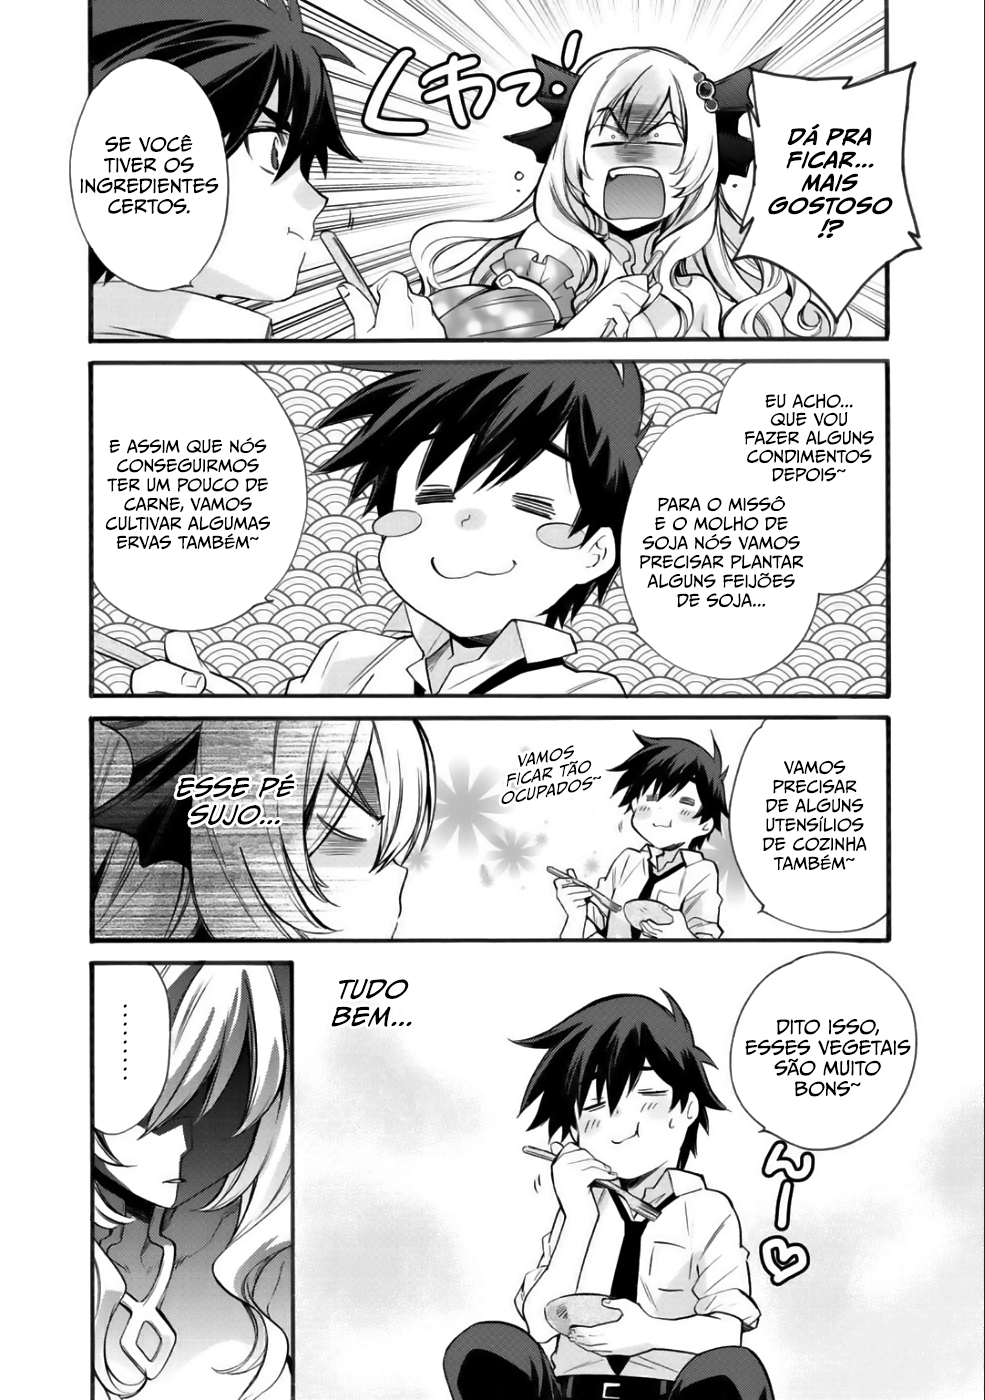 DÁ PRA
FICAR...
MAIS
GOSTOSO
!?
くわっ!
SE VOCÊ
TIVER OS
INGREDIENTES
CERTOS.
EU ACHO...
QUE VOU
FAZER ALGUNS
CONDIMENTOS
DEPOIS~
PARA O MISSÔ
E O MOLHO DE
SOJA NÓS VAMOS
PRECISAR PLANTAR
ALGUNS FEIJÕES
DE SOJA...
E ASSIM QUE NÓS
CONSEGUIRMOS
TER UM POUCO DE
CARNE, VAMOS
CULTIVAR ALGUMAS
ERVAS TAMBÉM~
VAMOS
PRECISAR
DE ALGUNS
UTENSÍLIOS
DE COZINHA
TAMBÉM~
VAMOS
FICAR TÃO
OCUPADOS~
ESSE PÉ
SUJO...
DITO ISSO,
ESSES VEGETAIS
SÃO MUITO
BONS~
んー♡
TUDO
BEM...
.........